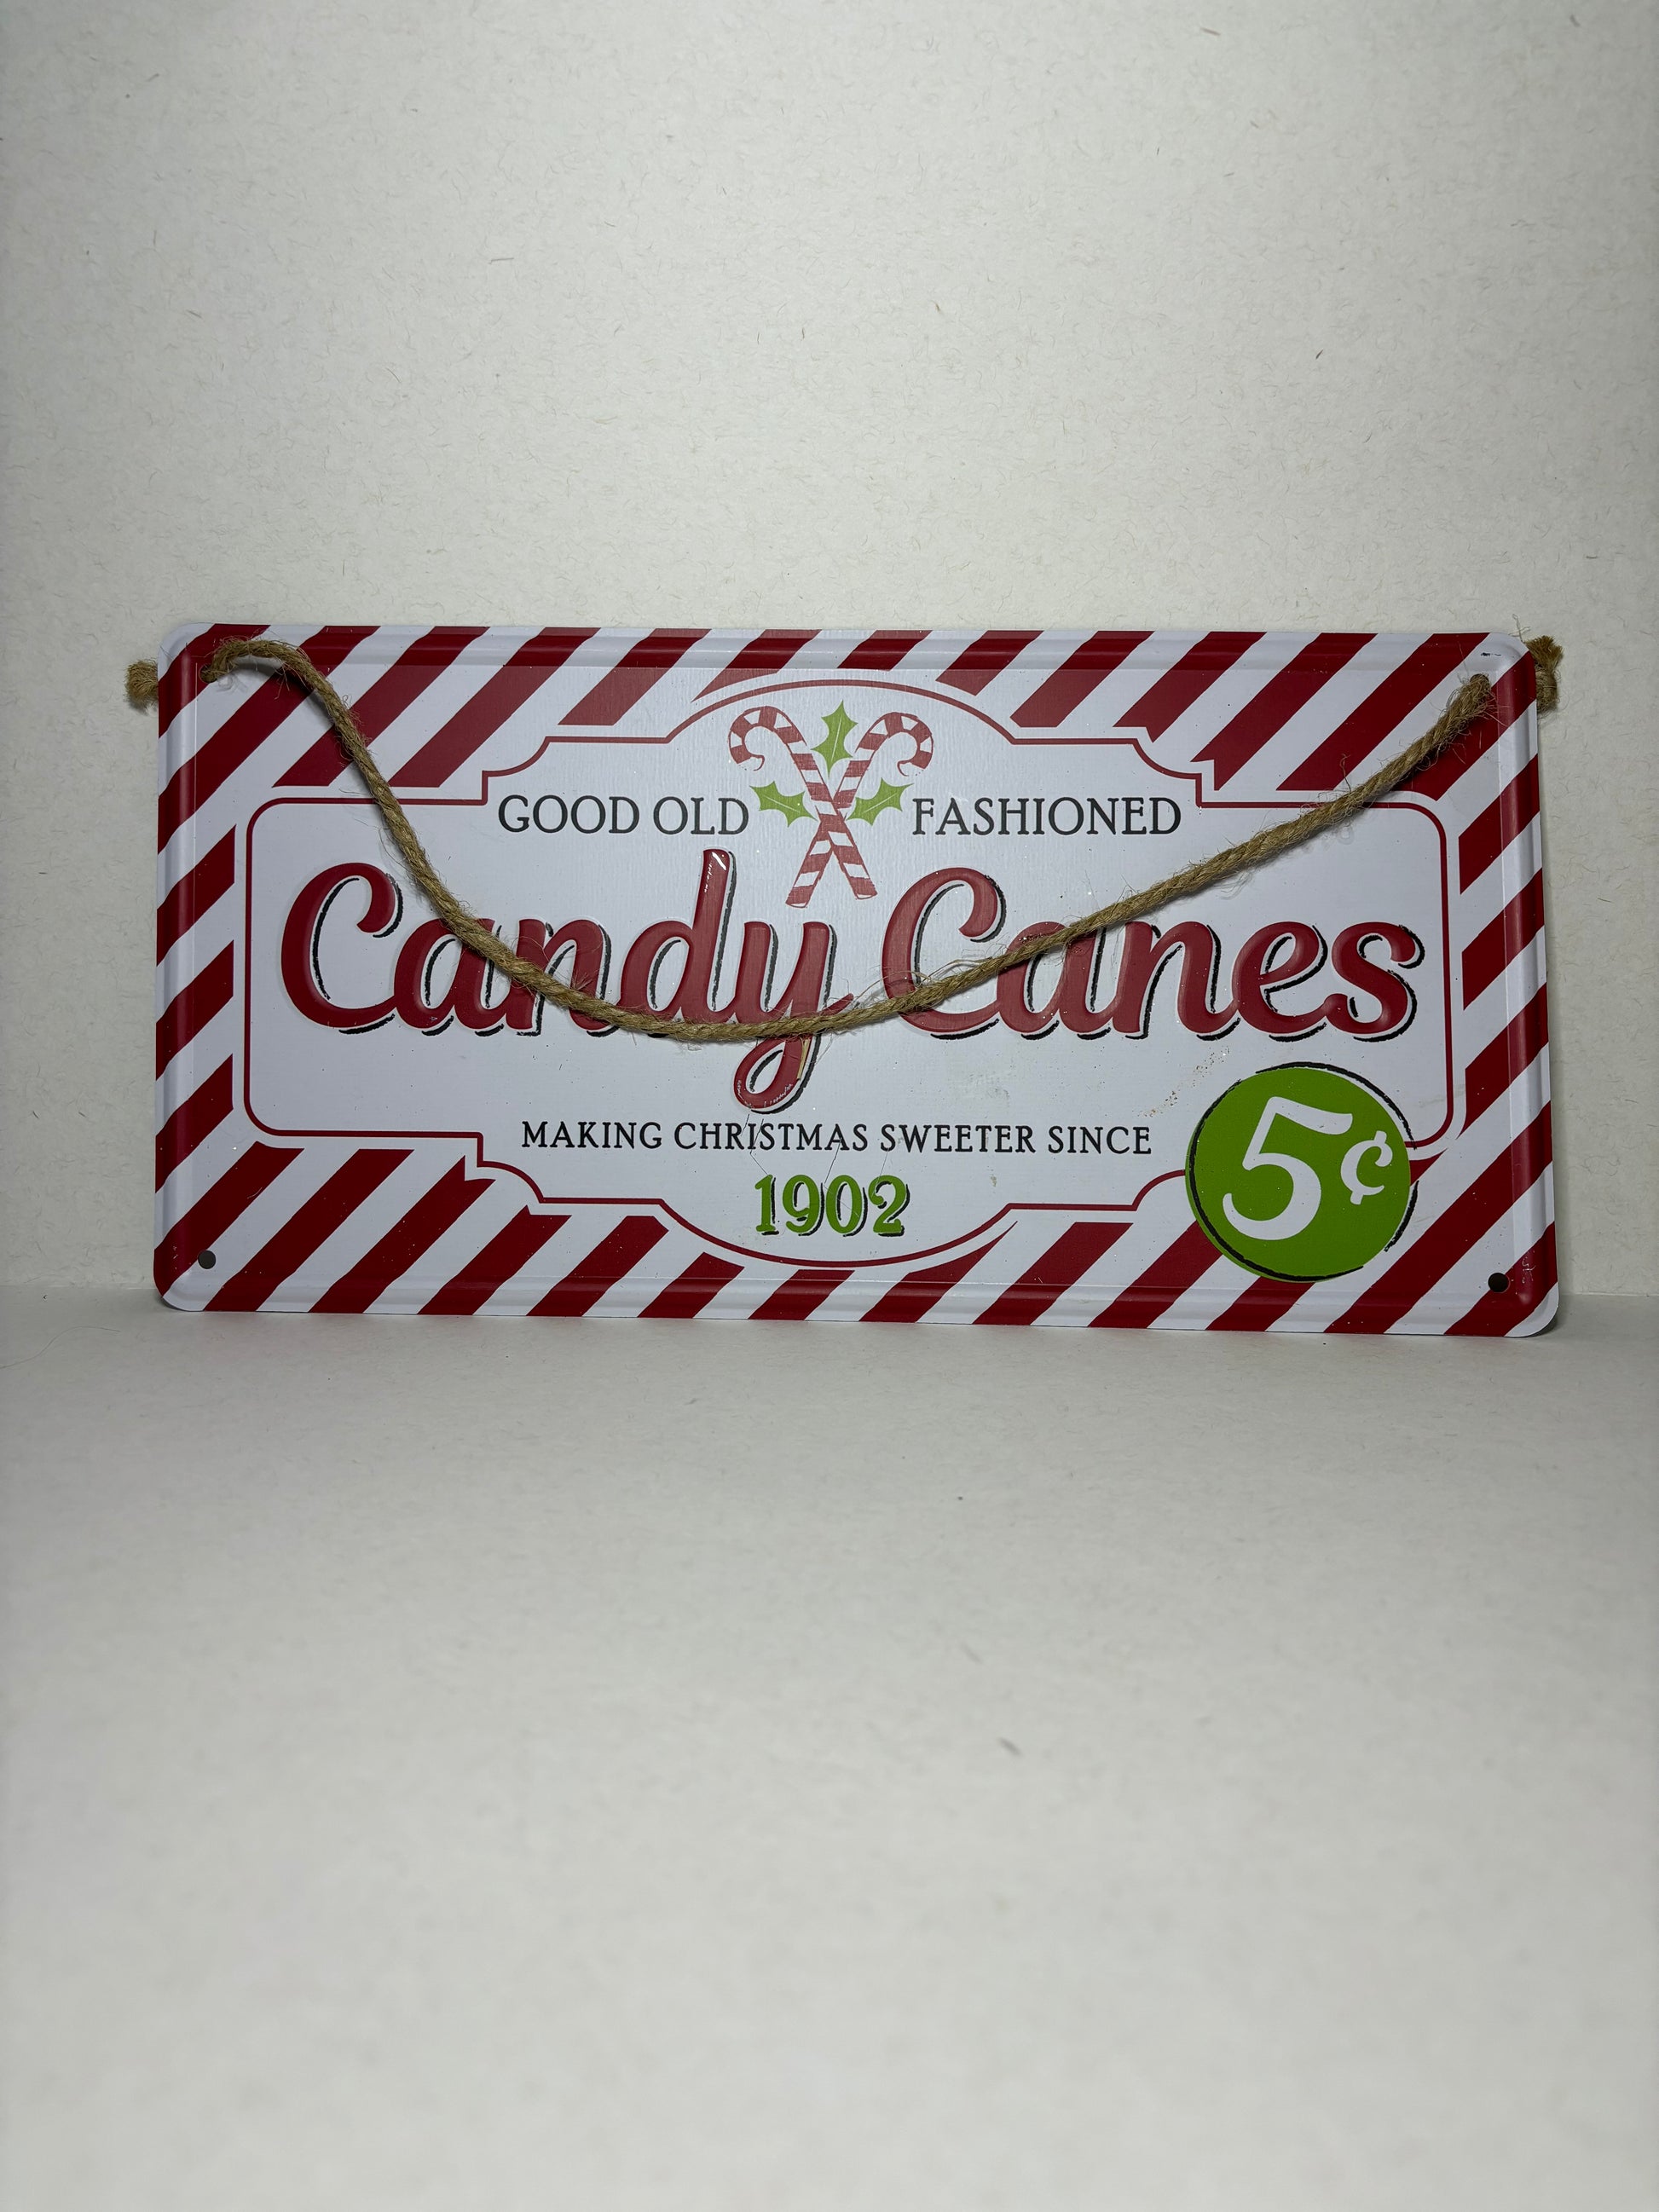 GOOD OLD FASHIONED
Candy Canes
MAKING CHRISTMAS SWEETER SINCE
1902
5¢